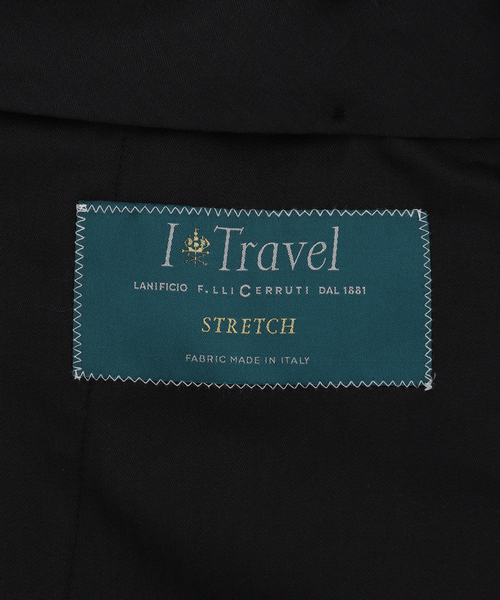 I Travel
LANIFICIO F.LLI CERRUTI DAL 1881
STRETCH
FABRIC MADE IN ITALY